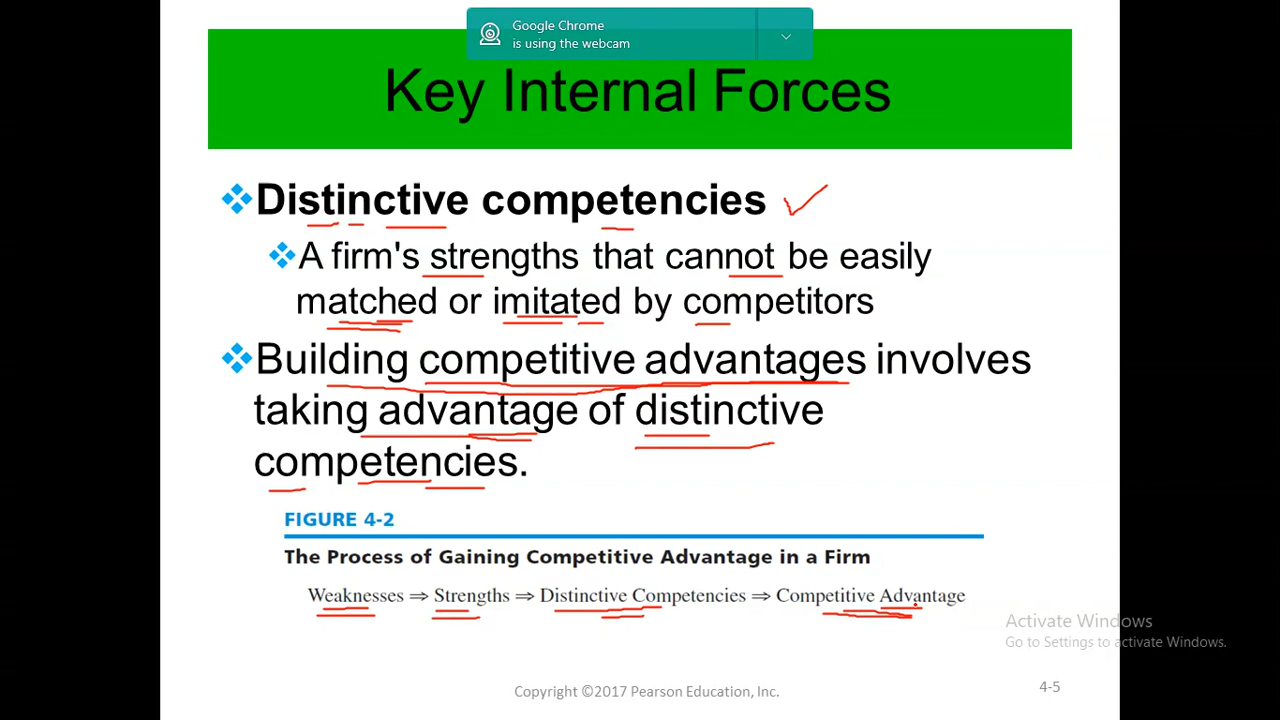 Google Chrome
is using the webcam
Key Internal Forces
Distinctive competencies
A firm's strengths that cannot be easily
matched or imitated by competitors
Building competitive advantages involves
taking advantage of distinctive
competencies.
FIGURE 4-2
The Process of Gaining Competitive Advantage in a Firm
Weaknesses ⇒ Strengths ⇒ Distinctive Competencies ⇒ Competitive Advantage
Activate Windows
Go to Settings to activate Windows.
Copyright ©2017 Pearson Education, Inc.
4-5